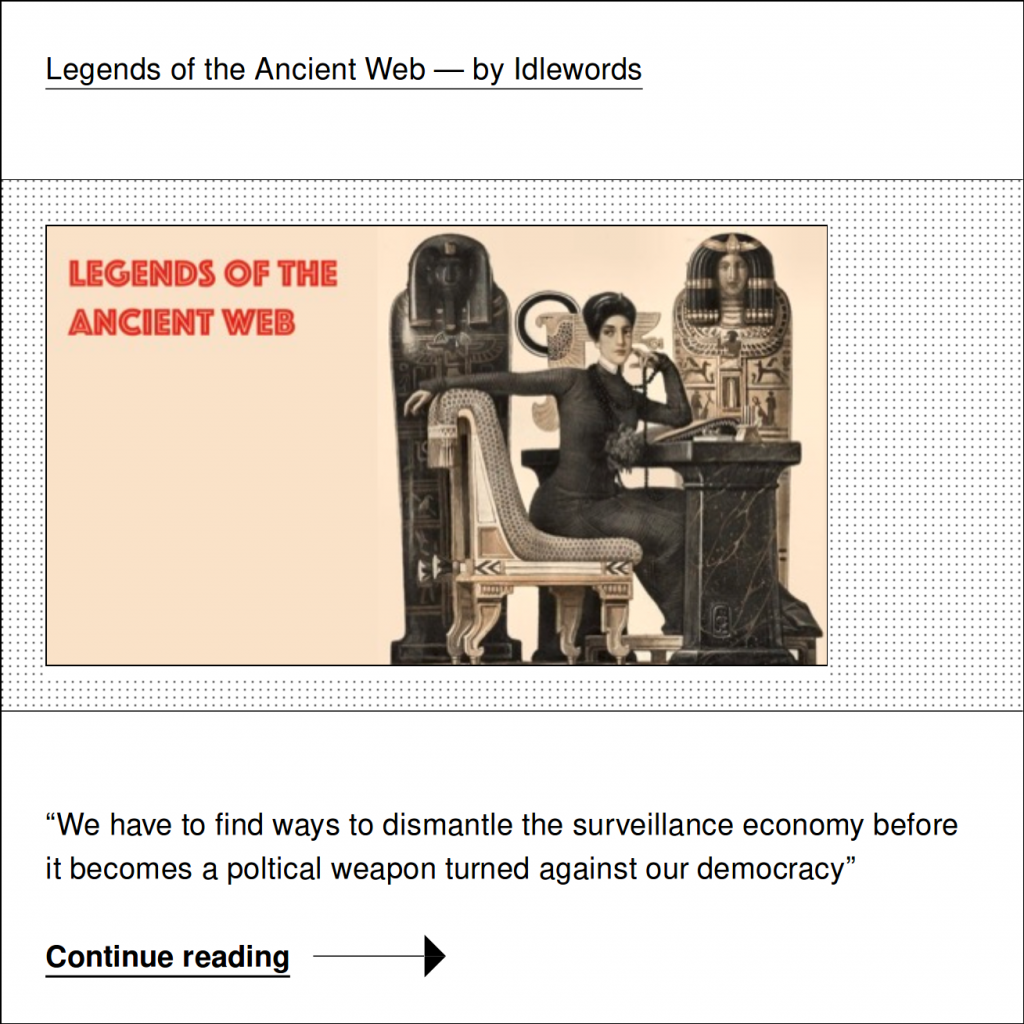 Legends of the Ancient Web — by Idlewords
LEGENDS OF THE
ANCIENT WEB
“We have to find ways to dismantle the surveillance economy before
it becomes a poltical weapon turned against our democracy”
Continue reading